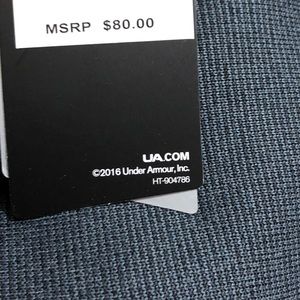 MSRP $80.00
UA.COM
©2016 Under Armour, Inc.
HT-904786